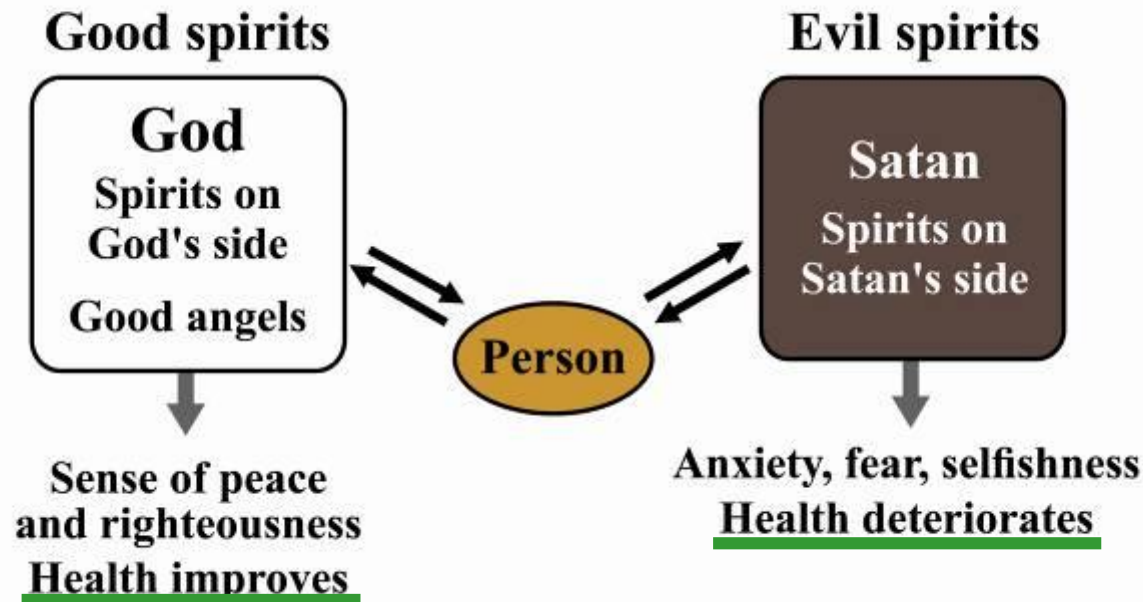 Good spirits
God
Spirits on
God's side
Good angels
Sense of peace
and righteousness
Health improves
Person
Evil spirits
Satan
Spirits on
Satan's side
Anxiety, fear, selfishness
Health deteriorates